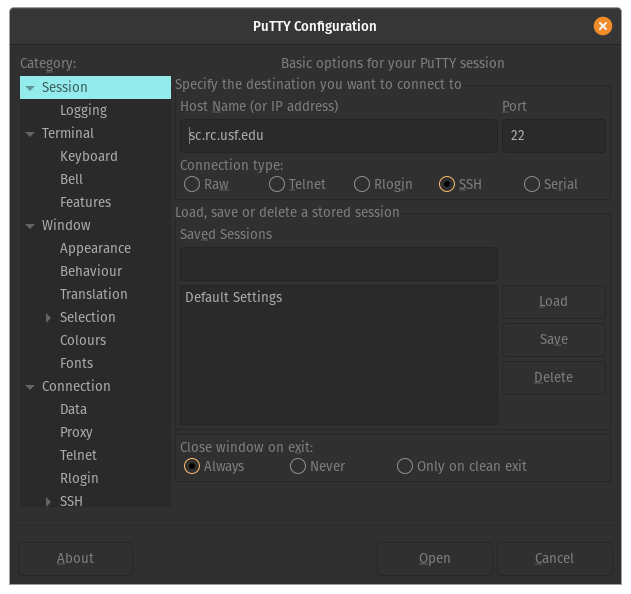 PuTTY Configuration
Category:
Session
Logging
Terminal
Keyboard
Bell
Features
Window
Appearance
Behaviour
Translation
Selection
Colours
Fonts
Connection
Data
Proxy
Telnet
Rlogin
SSH
Basic options for your PuTTY session
Specify the destination you want to connect to
Host Name (or IP address) Port
sc.rc.usf.edu 22
Connection type:
Raw Telnet Rlogin SSH Serial
Load, save or delete a stored session
Saved Sessions
Default Settings
Load
Save
Delete
Close window on exit:
Always Never Only on clean exit
About Open Cancel